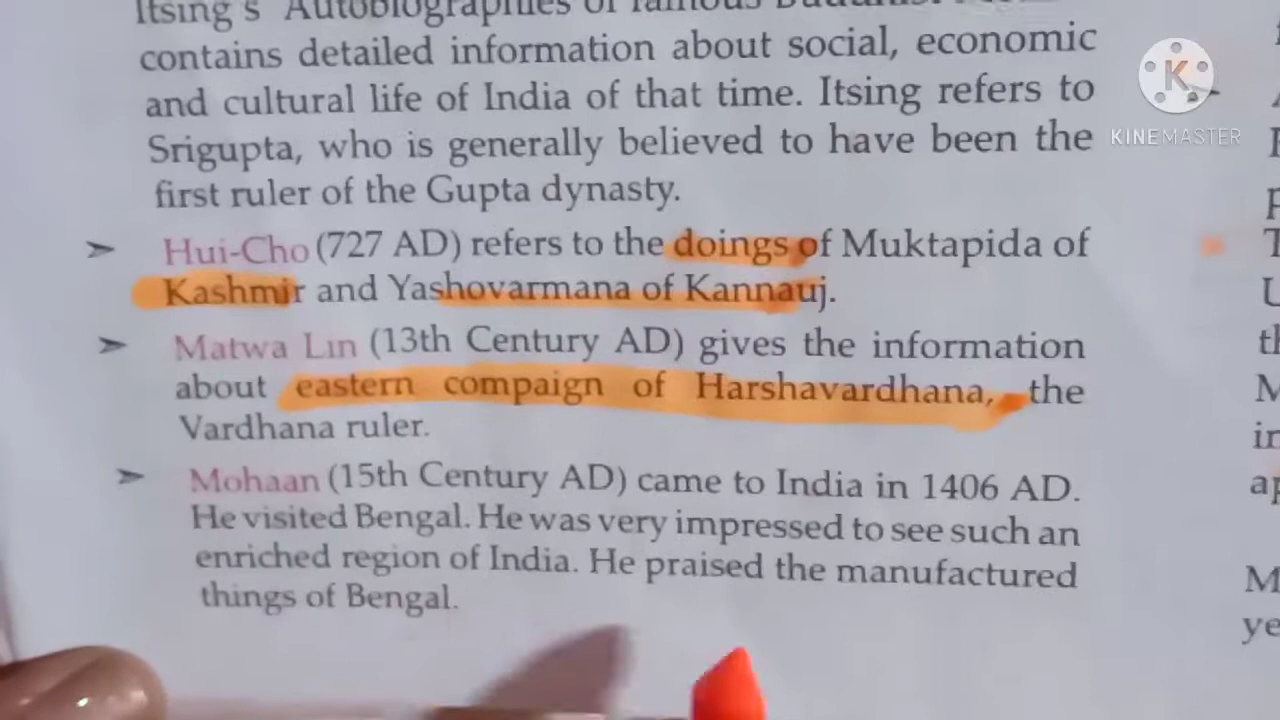 Itsing's Autobiographies of famous
contains detailed information about social, economic
and cultural life of India of that time. Itsing refers to
Srigupta, who is generally believed to have been the
first ruler of the Gupta dynasty.
➤ Hui-Cho (727 AD) refers to the doings of Muktapida of
Kashmir and Yashovarmana of Kannauj.
➤ Matwa Lin (13th Century AD) gives the information
about eastern compaign of Harshavardhana, the
Vardhana ruler.
➤ Mohaan (15th Century AD) came to India in 1406 AD.
He visited Bengal. He was very impressed to see such an
enriched region of India. He praised the manufactured
things of Bengal.
K
KINEMASTER